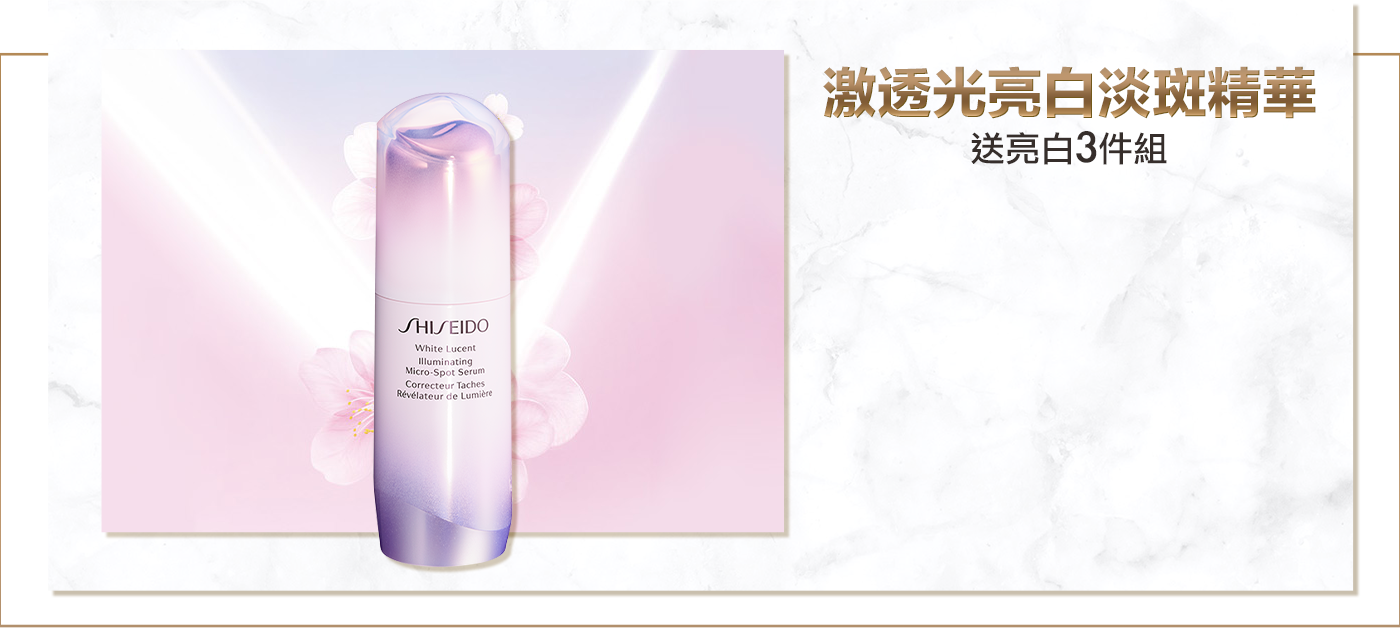 激透光亮白淡斑精華
送亮白3件組
SHISEIDO
White Lucent
Illuminating
Micro-Spot Serum
Correcteur Taches
Révélateur de Lumière